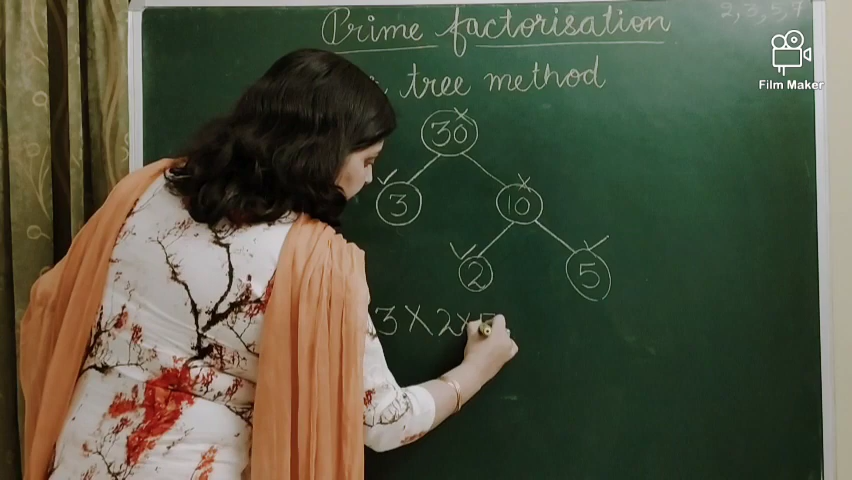 2, 3, 5, 7
Prime factorisation
tree method
Film Maker
30
3 10
2 5
3 X 2 X 5